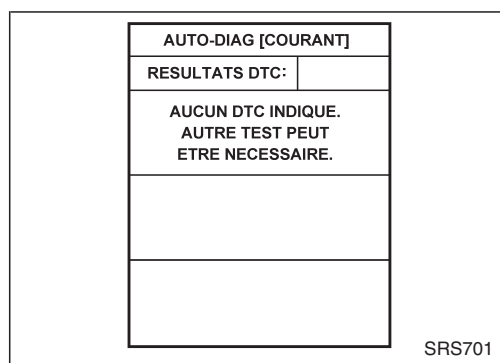 AUTO-DIAG [COURANT]
RESULTATS DTC:
AUCUN DTC INDIQUE.
AUTRE TEST PEUT
ETRE NECESSAIRE.
SRS701